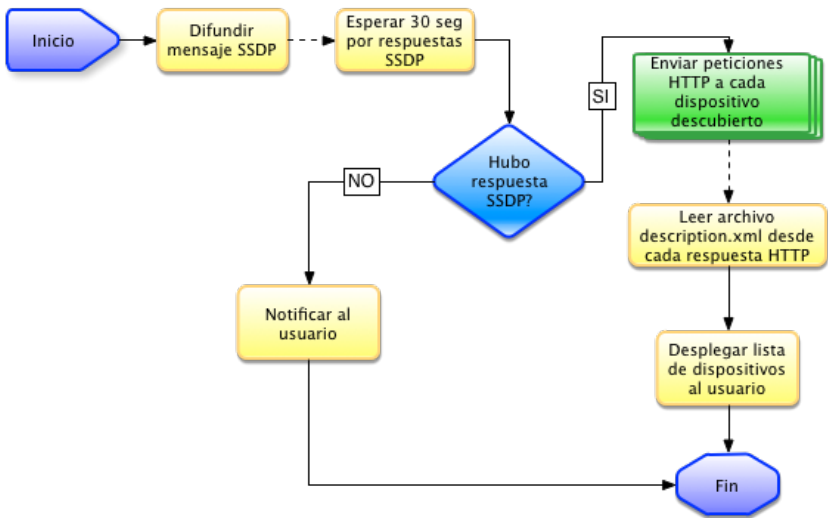 Inicio
Difundir
mensaje SSDP
Esperar 30 seg
por respuestas
SSDP
Hubo
respuesta
SSDP?
SI
Enviar peticiones
HTTP a cada
dispositivo
descubierto
Leer archivo
description.xml desde
cada respuesta HTTP
Desplegar lista
de dispositivos
al usuario
NO
Notificar al
usuario
Fin